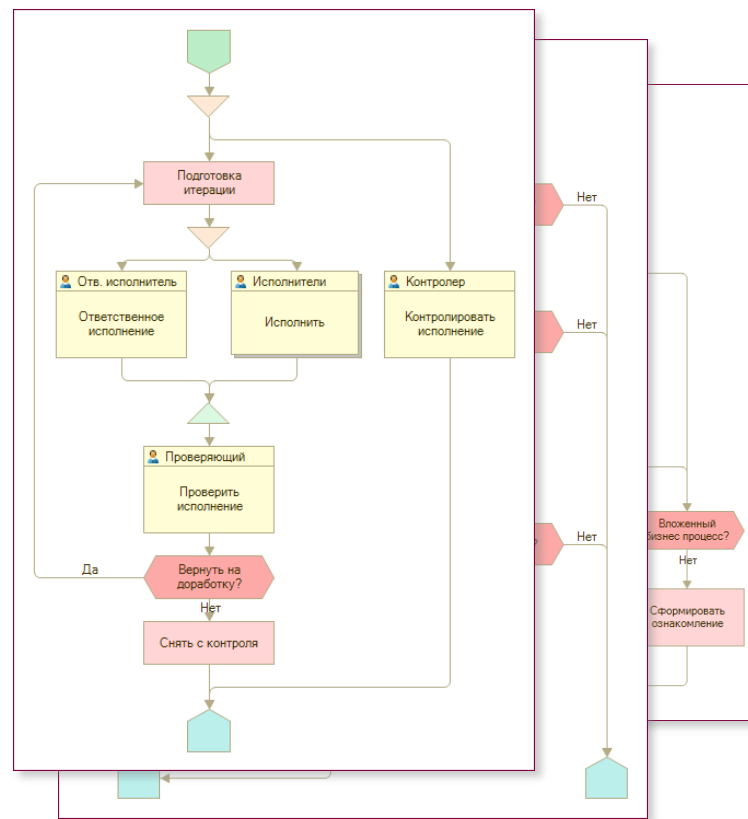 Подготовка
итерации
Нет
Отв. исполнитель
Исполнители
Контролер
Ответственное
исполнение
Исполнить
Контролировать
исполнение
Нет
Проверяющий
Проверить
исполнение
Вложенный
бизнес процесс?
?
Нет
Нет
Да
Вернуть на
доработку?
Нет
Сформировать
ознакомление
Снять с контроля